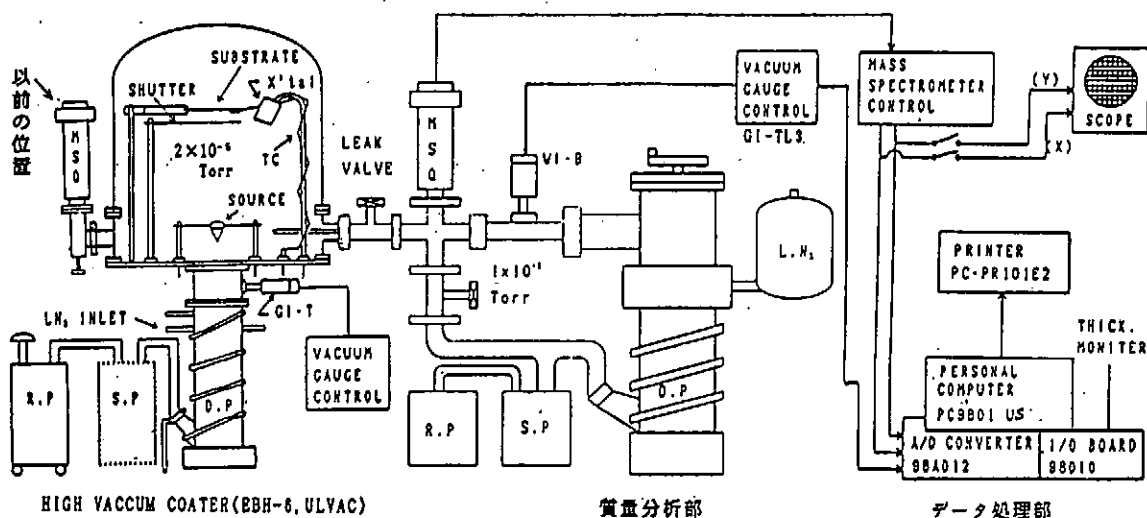 以前の位置
MSQ
SUBSTRATE
SHUTTER
X'tal
2×10⁻⁶
Torr
TC
SOURCE
LEAK
VALVE
MSQ
VI-B
VACUUM
GAUGE
CONTROL
GI-TL3
MASS
SPECTROMETER
CONTROL
(Y)
(X)
SCOPE
1×10⁻¹
Torr
L.N₂
LN₂ INLET
GI-T
VACUUM
GAUGE
CONTROL
R.P
S.P
D.P
R.P
S.P
D.P
PRINTER
PC-PR101E2
THICK.
MONITER
PERSONAL
COMPUTER
PC9801 US
A/D CONVERTER
98A012
I/O BOARD
98010
HIGH VACCUM COATER(EBH-6, ULVAC)
質量分析部
データ処理部